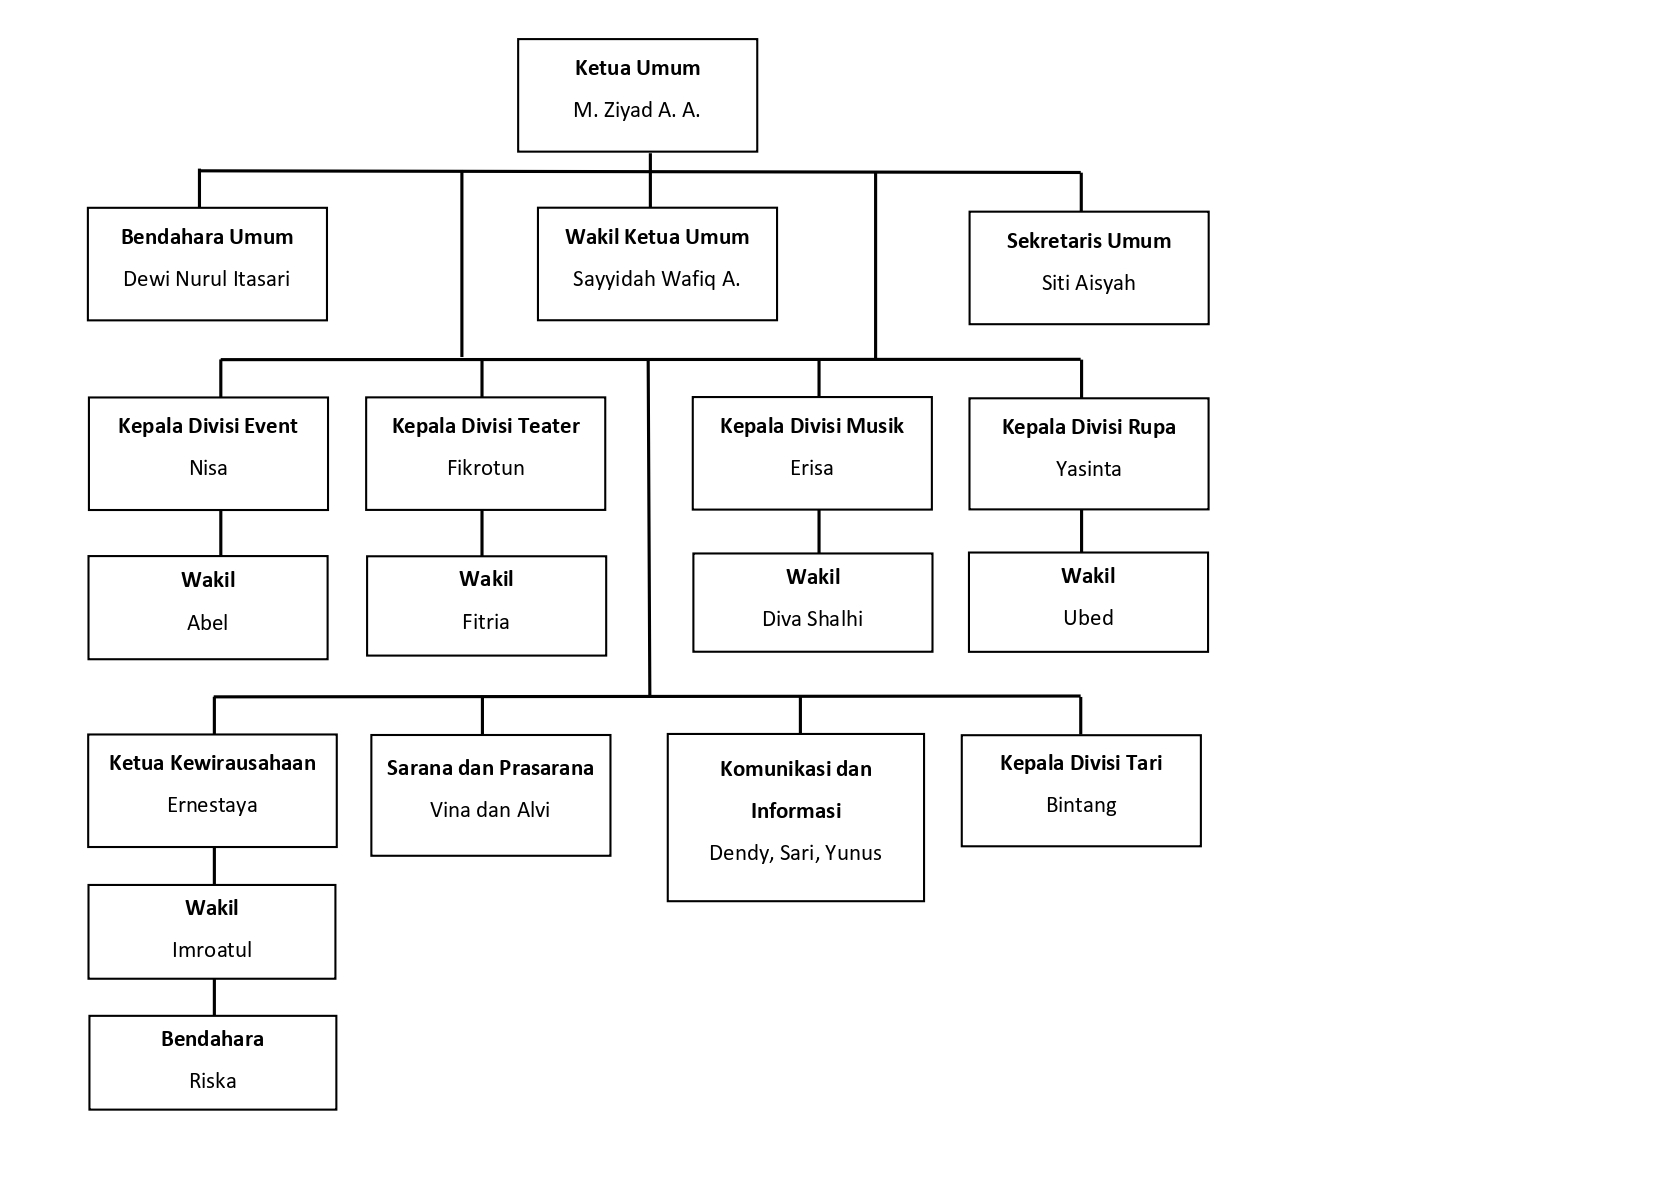 Ketua Umum
M. Ziyad A. A.
Bendahara Umum
Dewi Nurul Itasari
Wakil Ketua Umum
Sayyidah Wafiq A.
Sekretaris Umum
Siti Aisyah
Kepala Divisi Event
Nisa
Kepala Divisi Teater
Fikrotun
Kepala Divisi Musik
Erisa
Kepala Divisi Rupa
Yasinta
Wakil
Abel
Wakil
Fitria
Wakil
Diva Shalhi
Wakil
Ubed
Ketua Kewirausahaan
Ernestaya
Sarana dan Prasarana
Vina dan Alvi
Komunikasi dan
Informasi
Dendy, Sari, Yunus
Kepala Divisi Tari
Bintang
Wakil
Imroatul
Bendahara
Riska